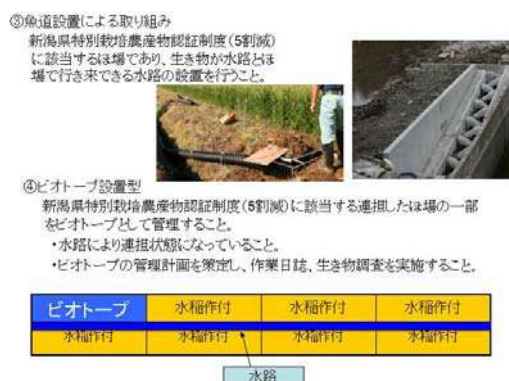 ③魚道設置による取り組み
新潟県特別栽培農産物認証制度(5割減)
に該当するほ場であり、生き物が水路とほ
場で行き来できる水路の設置を行うこと。
④ビオトープ設置型
新潟県特別栽培農産物認証制度(5割減)に該当する連担したほ場の一部
をビオトープとして管理すること。
・水路により連担状態になっていること。
・ビオトープの管理計画を策定し、作業日誌、生き物調査を実施すること。
ビオトープ 水稲作付 水稲作付 水稲作付
水稲作付 水稲作付 水稲作付 水稲作付
水路